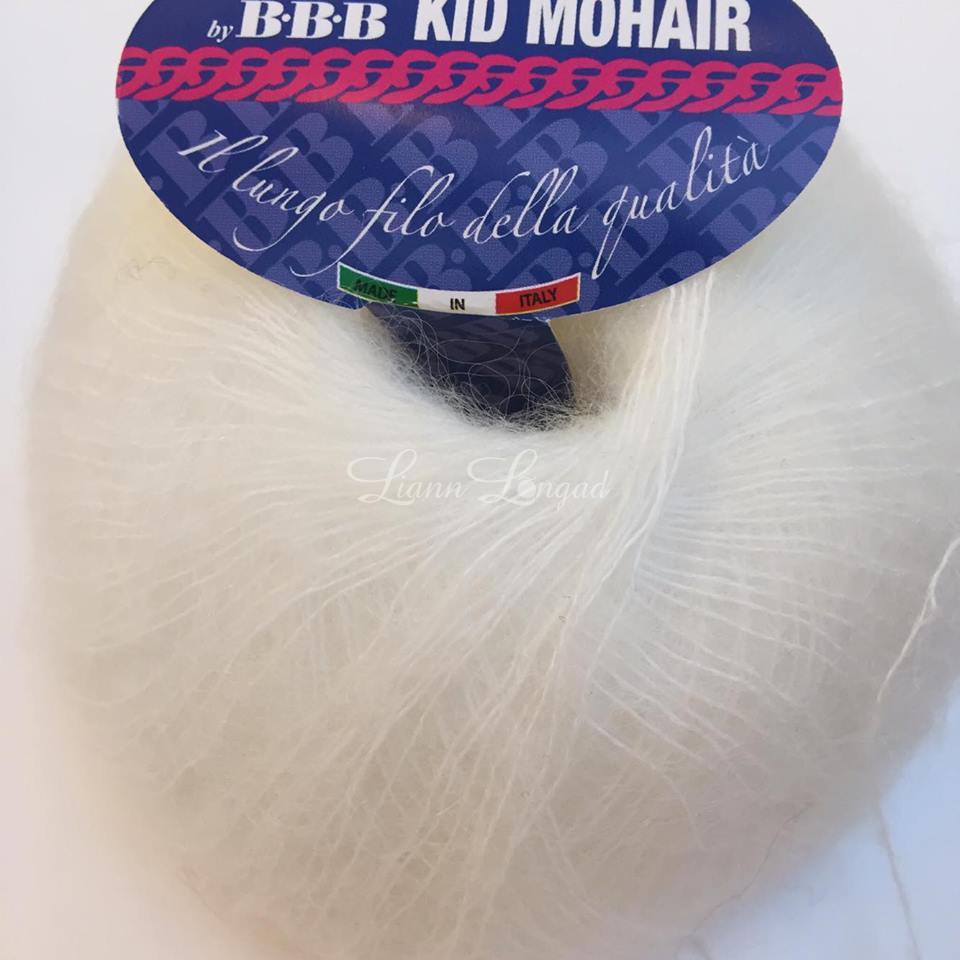 by B·B·B KID MOHAIR
Il lungo filo della qualità
MADE IN ITALY
Liann Longad